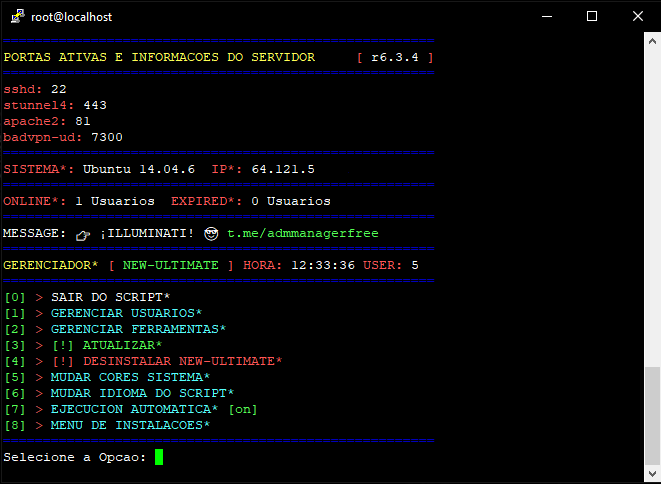 root@localhost
PORTAS ATIVAS E INFORMACOES DO SERVIDOR [ r6.3.4 ]
sshd: 22
stunnel4: 443
apache2: 81
badvpn-ud: 7300
SISTEMA*: Ubuntu 14.04.6 IP*: 64.121.5
ONLINE*: 1 Usuarios EXPIRED*: 0 Usuarios
MESSAGE: 👉 ¡ILLUMINATI! 😎 t.me/admmanagerfree
GERENCIADOR* [ NEW-ULTIMATE ] HORA: 12:33:36 USER: 5
[0] > SAIR DO SCRIPT*
[1] > GERENCIAR USUARIOS*
[2] > GERENCIAR FERRAMENTAS*
[3] > [!] ATUALIZAR*
[4] > [!] DESINSTALAR NEW-ULTIMATE*
[5] > MUDAR CORES SISTEMA*
[6] > MUDAR IDIOMA DO SCRIPT*
[7] > EJECUCION AUTOMATICA* [on]
[8] > MENU DE INSTALACOES*
Selecione a Opcao: